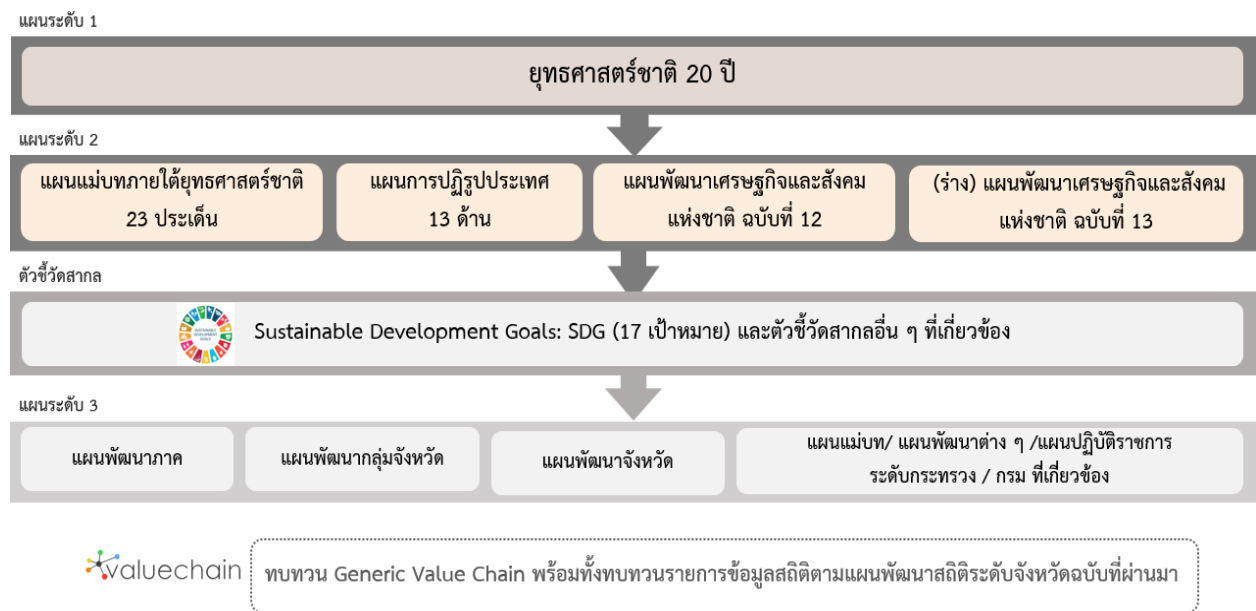 แผนระดับ 1
ยุทธศาสตร์ชาติ 20 ปี
แผนระดับ 2
แผนแม่บทภายใต้ยุทธศาสตร์ชาติ
23 ประเด็น
แผนการปฏิรูปประเทศ
13 ด้าน
แผนพัฒนาเศรษฐกิจและสังคม
แห่งชาติ ฉบับที่ 12
(ร่าง) แผนพัฒนาเศรษฐกิจและสังคม
แห่งชาติ ฉบับที่ 13
ตัวชี้วัดสากล
SUSTAINABLE
DEVELOPMENT
GOALS
Sustainable Development Goals: SDG (17 เป้าหมาย) และตัวชี้วัดสากลอื่น ๆ ที่เกี่ยวข้อง
แผนระดับ 3
แผนพัฒนาภาค
แผนพัฒนากลุ่มจังหวัด
แผนพัฒนาจังหวัด
แผนแม่บท/ แผนพัฒนาต่าง ๆ /แผนปฏิบัติราชการ
ระดับกระทรวง / กรม ที่เกี่ยวข้อง
valuechain
ทบทวน Generic Value Chain พร้อมทั้งทบทวนรายการข้อมูลสถิติตามแผนพัฒนาสถิติระดับจังหวัดฉบับที่ผ่านมา